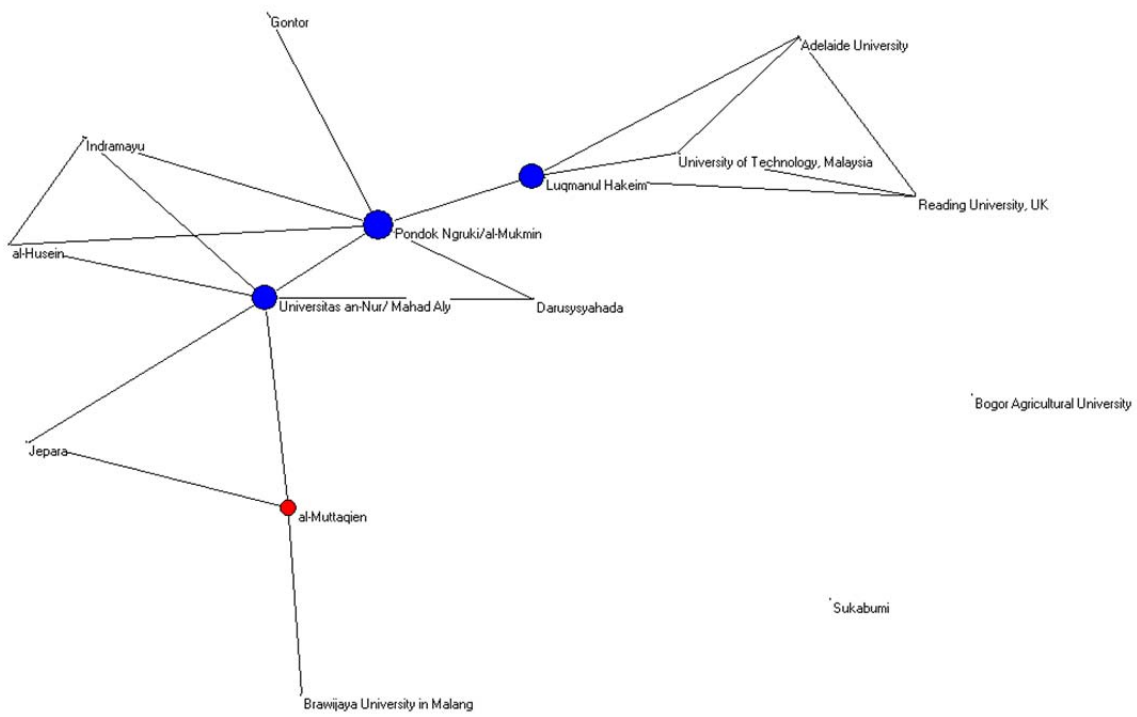 Gontor
Adelaide University
Indramayu
University of Technology, Malaysia
Luqmanul Hakeim
Reading University, UK
Pondok Ngruki/al-Mukmin
al-Husein
Universitas an-Nur/ Mahad Aly
Darusysyahada
Bogor Agricultural University
Jepara
al-Muttaqien
Sukabumi
Brawijaya University in Malang